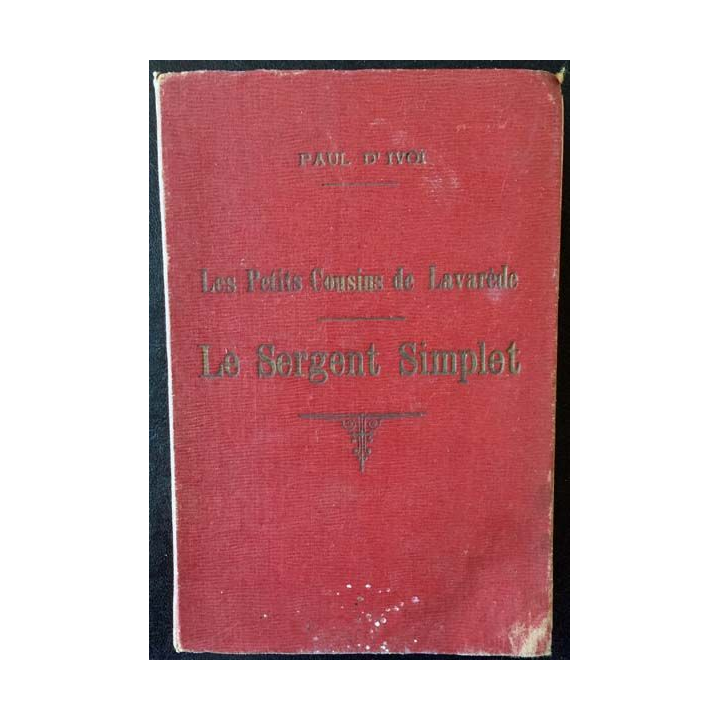 PAUL D'IVOI
Les Petits Cousins de Lavarède
Le Sergent Simplet